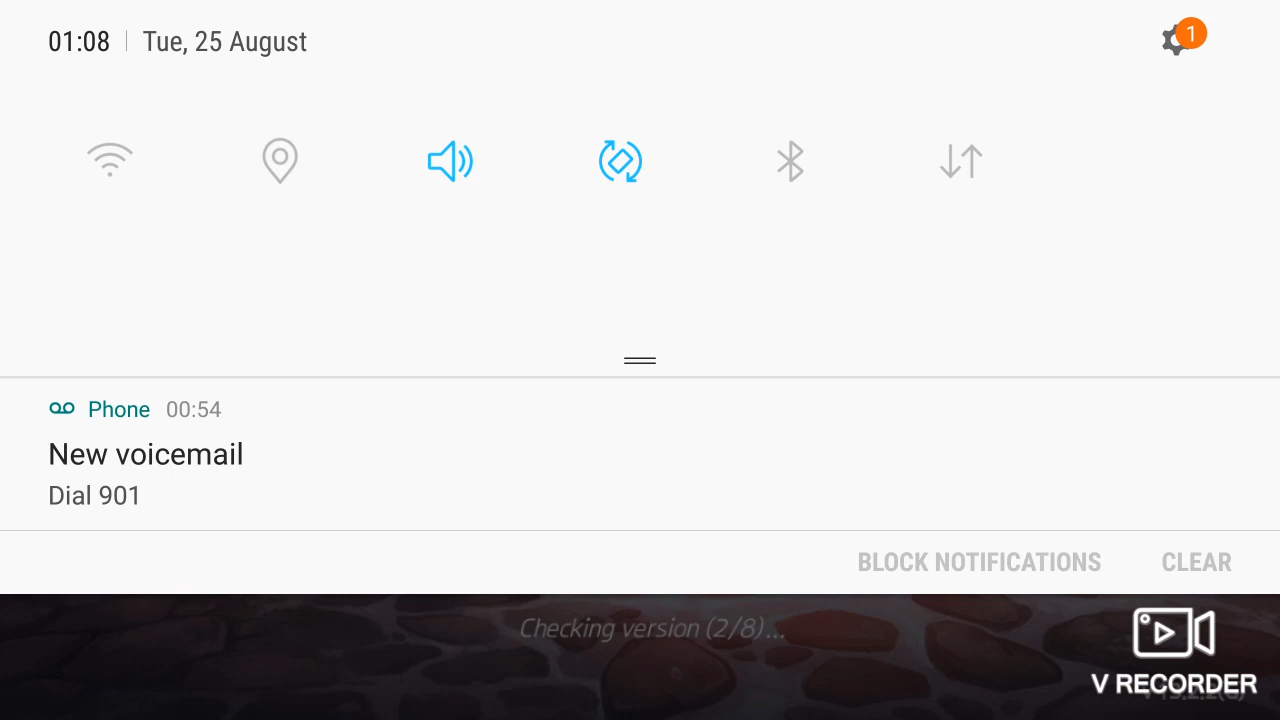 01:08 | Tue, 25 August
1
Phone 00:54
New voicemail
Dial 901
BLOCK NOTIFICATIONS CLEAR
Checking version (2/8)...
V RECORDER